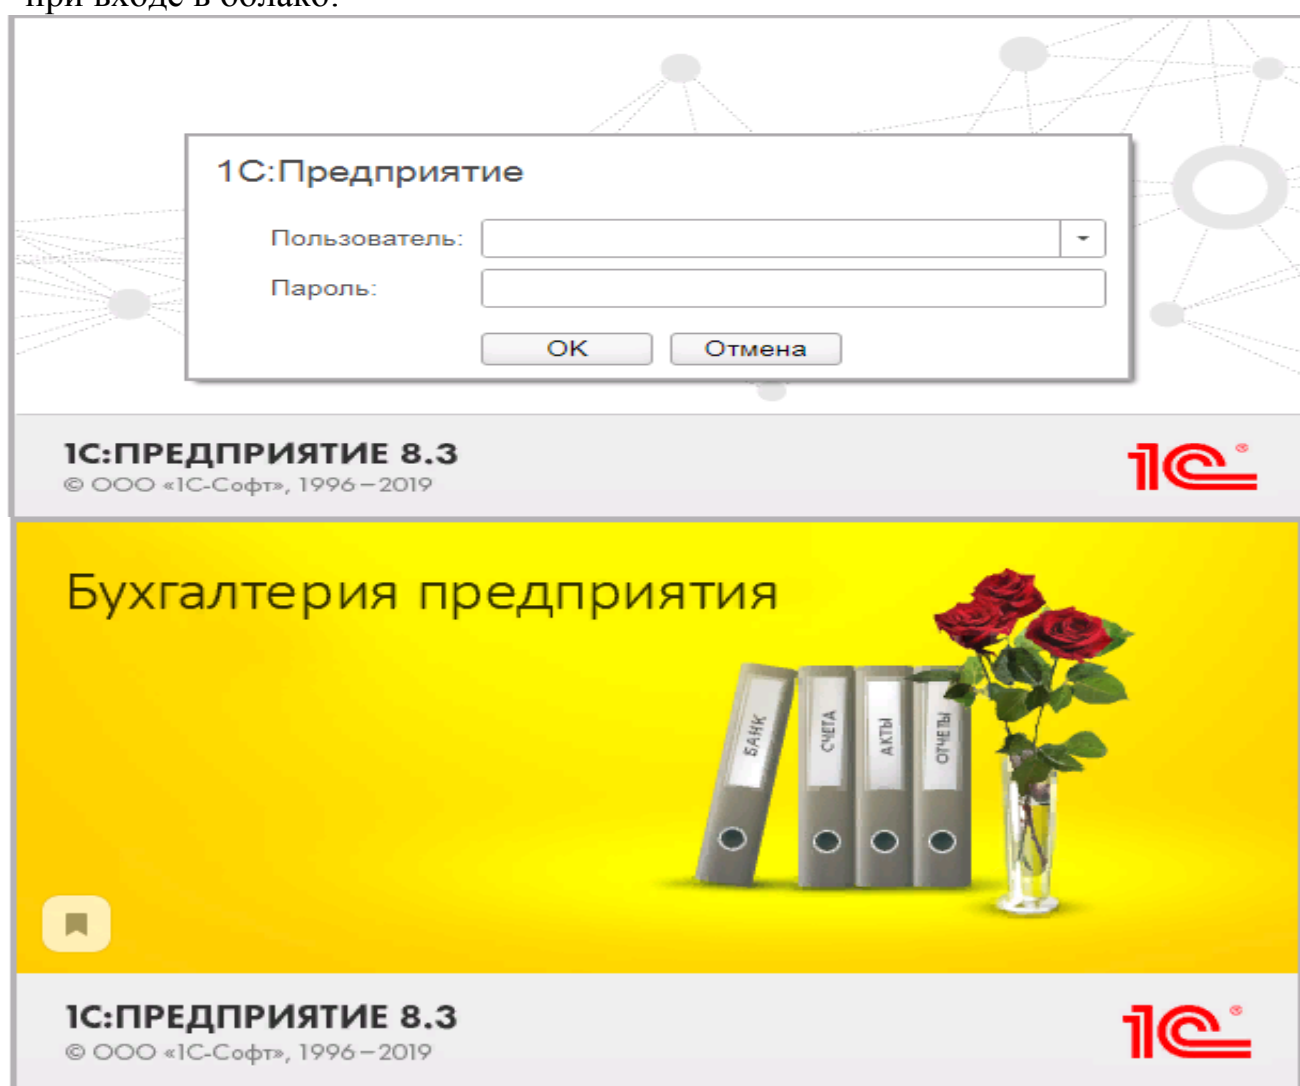 при входе в облако.
1С:Предприятие
Пользователь:
Пароль:
OK Отмена
1С:ПРЕДПРИЯТИЕ 8.3
© ООО «1С-Софт», 1996–2019
1С®
Бухгалтерия предприятия
БАНК
СЧЕТА
АКТЫ
ОТЧЕТЫ
1С:ПРЕДПРИЯТИЕ 8.3
© ООО «1С-Софт», 1996–2019
1С®